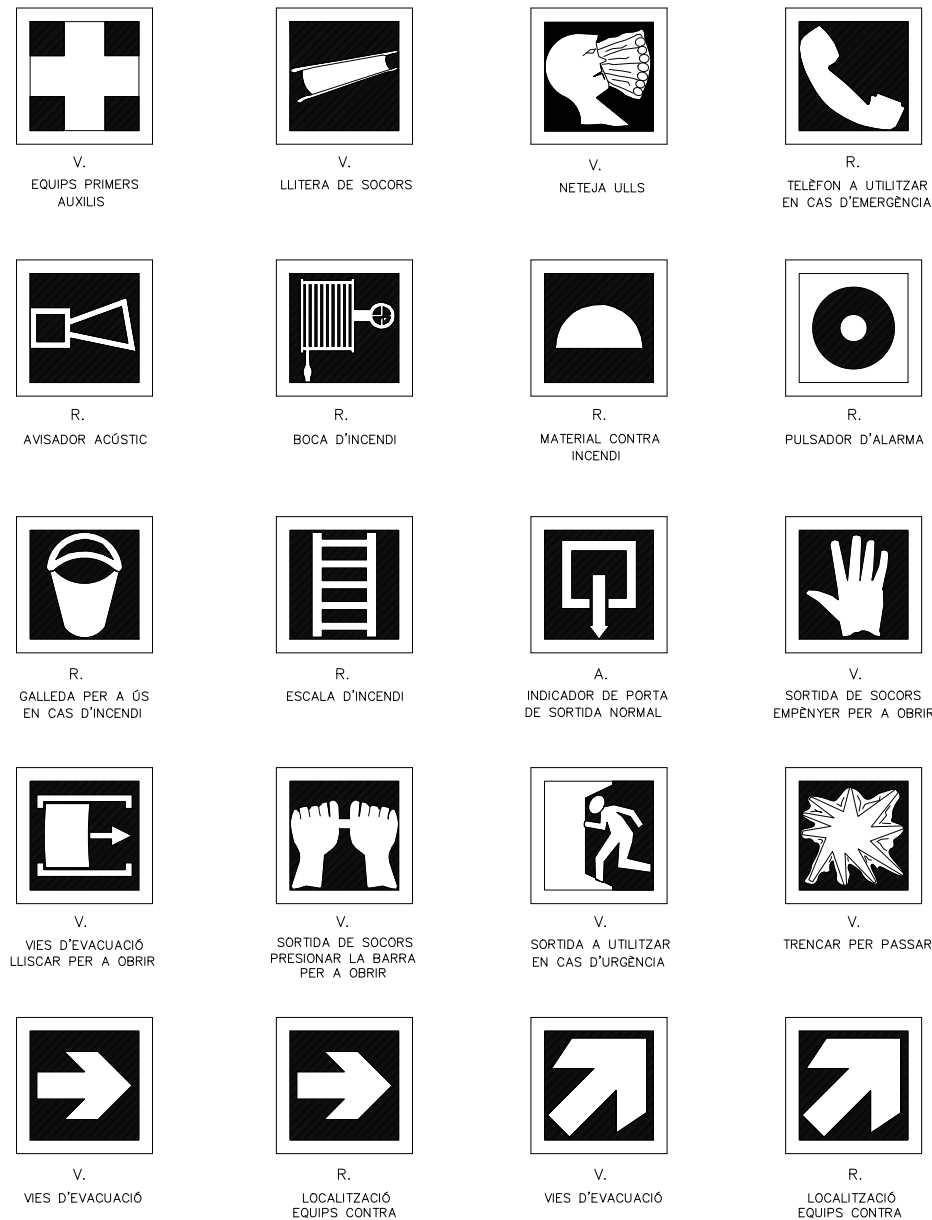 V.
EQUIPS PRIMERS
AUXILIS
V.
LLITERA DE SOCORS
V.
NETEJA ULLS
R.
TELÈFON A UTILITZAR
EN CAS D'EMERGÈNCIA
R.
AVISADOR ACÚSTIC
R.
BOCA D'INCENDI
R.
MATERIAL CONTRA
INCENDI
R.
PULSADOR D'ALARMA
R.
GALLEDA PER A ÚS
EN CAS D'INCENDI
R.
ESCALA D'INCENDI
A.
INDICADOR DE PORTA
DE SORTIDA NORMAL
V.
SORTIDA DE SOCORS
EMPÈNYER PER A OBRIR
V.
VIES D'EVACUACIÓ
LLISCAR PER A OBRIR
V.
SORTIDA DE SOCORS
PRESIONAR LA BARRA
PER A OBRIR
V.
SORTIDA A UTILITZAR
EN CAS D'URGÈNCIA
V.
TRENCAR PER PASSAR
V.
VIES D'EVACUACIÓ
R.
LOCALITZACIÓ
EQUIPS CONTRA
V.
VIES D'EVACUACIÓ
R.
LOCALITZACIÓ
EQUIPS CONTRA